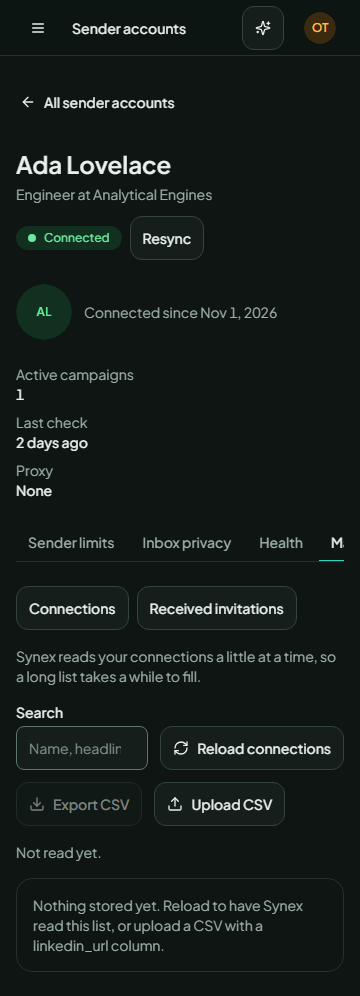 Sender accounts
OT
All sender accounts
Ada Lovelace
Engineer at Analytical Engines
Connected
Resync
AL
Connected since Nov 1, 2026
Active campaigns
1
Last check
2 days ago
Proxy
None
Sender limits Inbox privacy Health
Connections Received invitations
Synex reads your connections a little at a time, so
a long list takes a while to fill.
Search
Name, headlin Reload connections
Export CSV Upload CSV
Not read yet.
Nothing stored yet. Reload to have Synex
read this list, or upload a CSV with a
linkedin_url column.